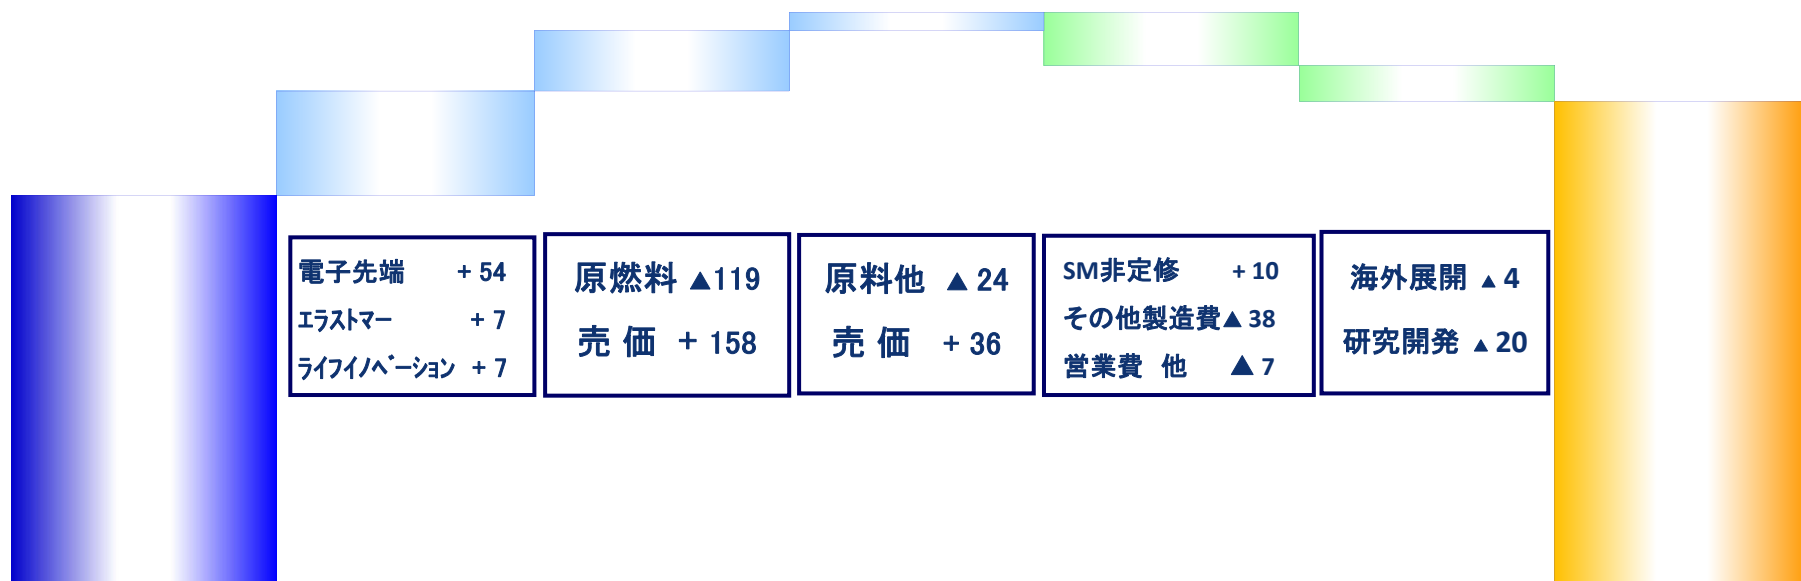 電子先端 + 54
エラストマー + 7
ライフイノベーション + 7
原燃料 ▲119
売 価 + 158
原料他 ▲ 24
売 価 + 36
SM非定修 + 10
その他製造費▲ 38
営業費 他 ▲ 7
海外展開 ▲ 4
研究開発 ▲ 20